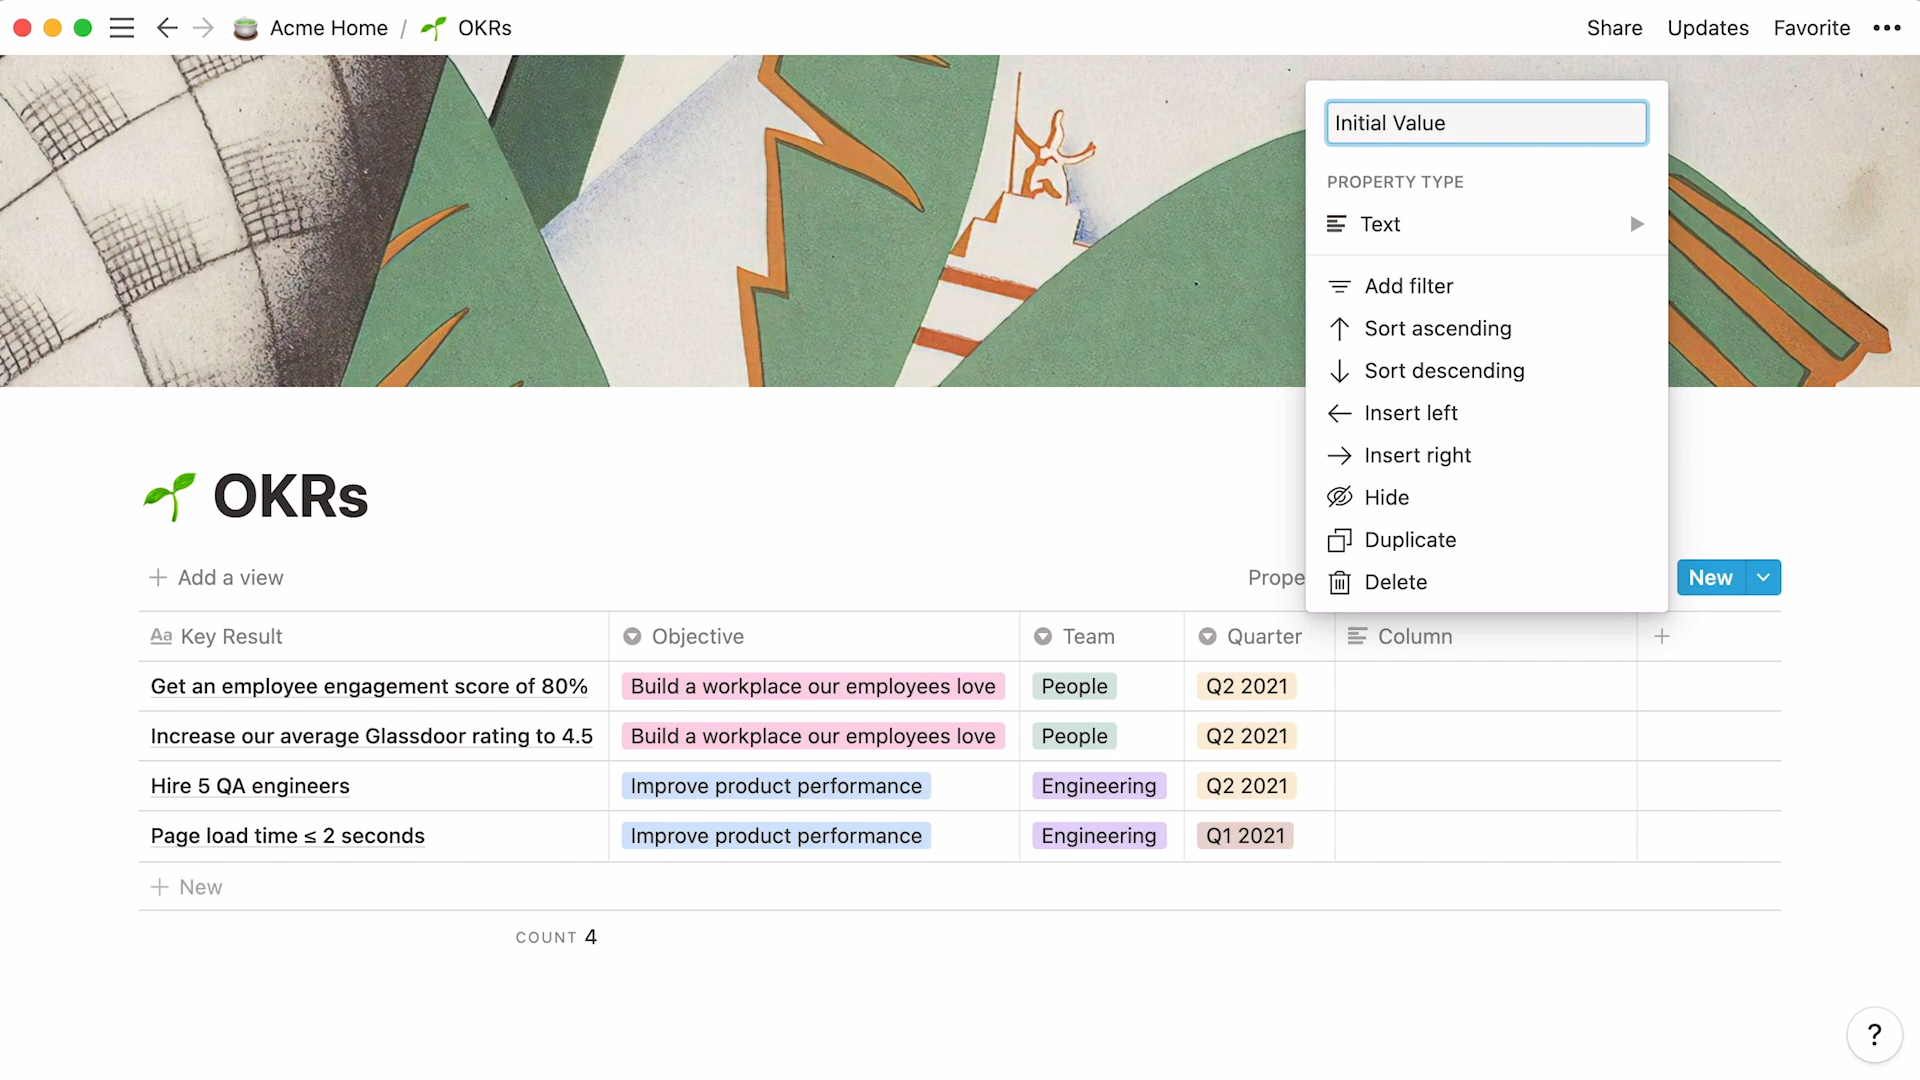 Acme Home / OKRs
Share Updates Favorite •••
Initial Value
PROPERTY TYPE
Text
Add filter
Sort ascending
Sort descending
Insert left
Insert right
Hide
Duplicate
Delete
OKRs
+ Add a view
Prope
New
Aa Key Result Objective Team Quarter Column +
Get an employee engagement score of 80% Build a workplace our employees love People Q2 2021
Increase our average Glassdoor rating to 4.5 Build a workplace our employees love People Q2 2021
Hire 5 QA engineers Improve product performance Engineering Q2 2021
Page load time ≤ 2 seconds Improve product performance Engineering Q1 2021
+ New
COUNT 4
?